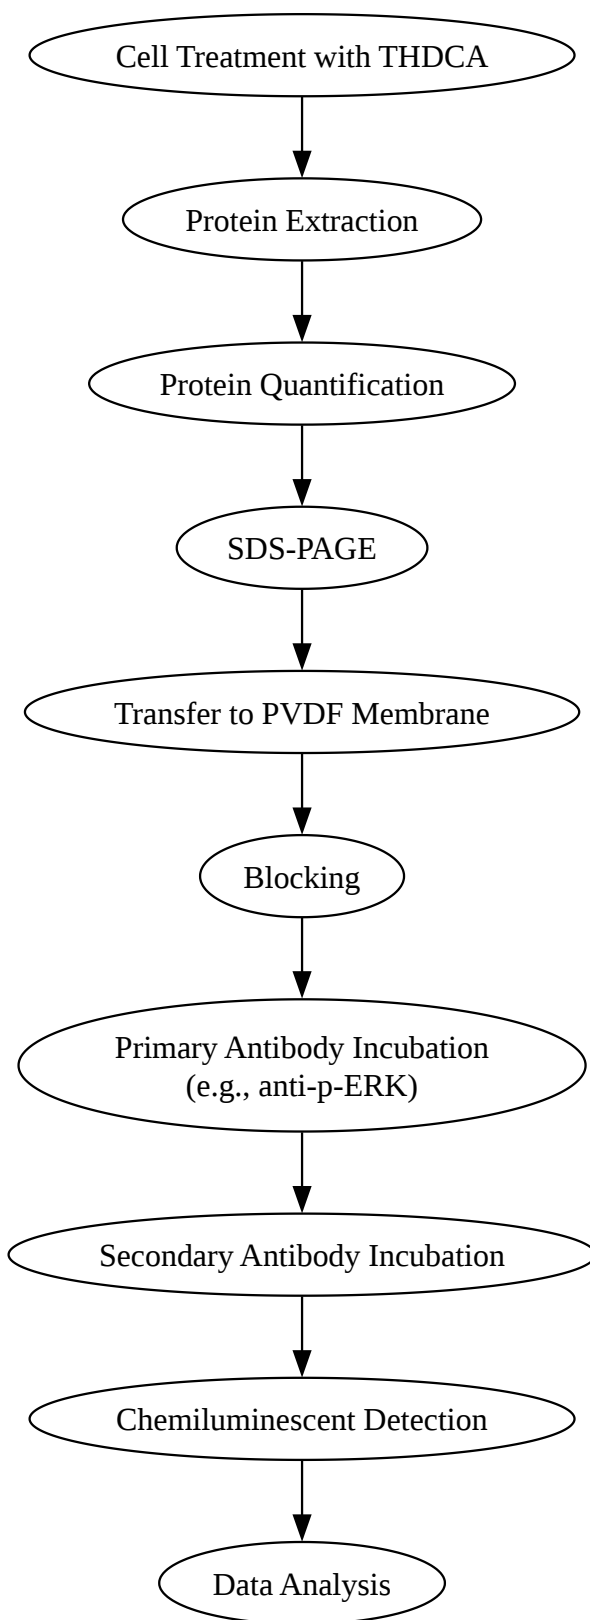 Cell Treatment with THDCA
Protein Extraction
Protein Quantification
SDS-PAGE
Transfer to PVDF Membrane
Blocking
Primary Antibody Incubation
(e.g., anti-p-ERK)
Secondary Antibody Incubation
Chemiluminescent Detection
Data Analysis